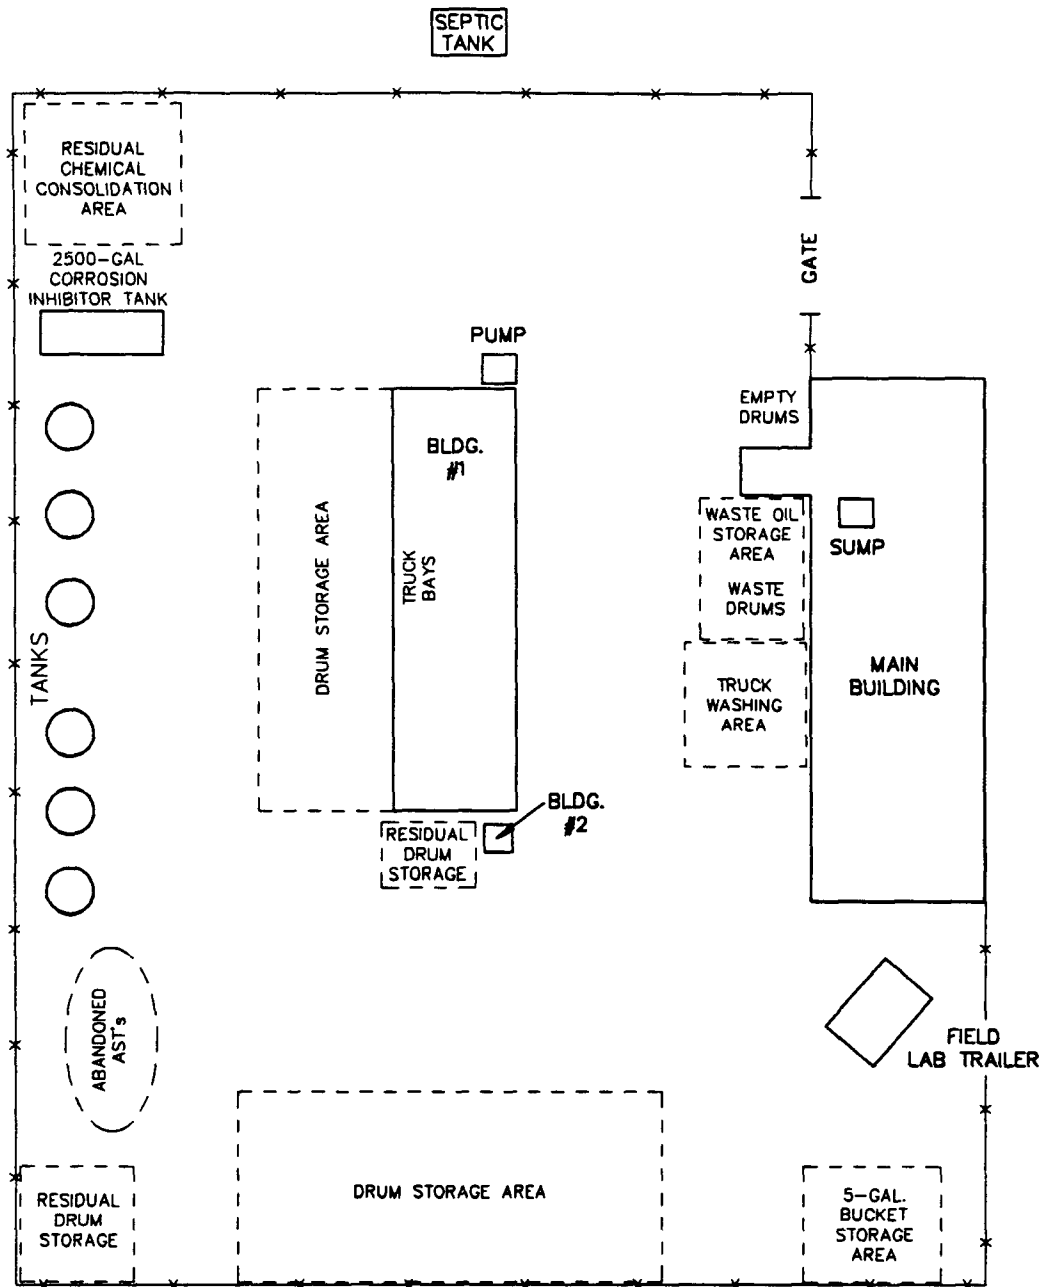 SEPTIC
TANK
RESIDUAL
CHEMICAL
CONSOLIDATION
AREA
2500-GAL
CORROSION
INHIBITOR TANK
GATE
PUMP
EMPTY
DRUMS
BLDG.
#1
WASTE OIL
STORAGE
AREA
WASTE
DRUMS
SUMP
DRUM STORAGE AREA
TRUCK
BAYS
TANKS
TRUCK
WASHING
AREA
MAIN
BUILDING
BLDG.
#2
RESIDUAL
DRUM
STORAGE
ABANDONED
AST's
FIELD
LAB TRAILER
RESIDUAL
DRUM
STORAGE
DRUM STORAGE AREA
5-GAL.
BUCKET
STORAGE
AREA